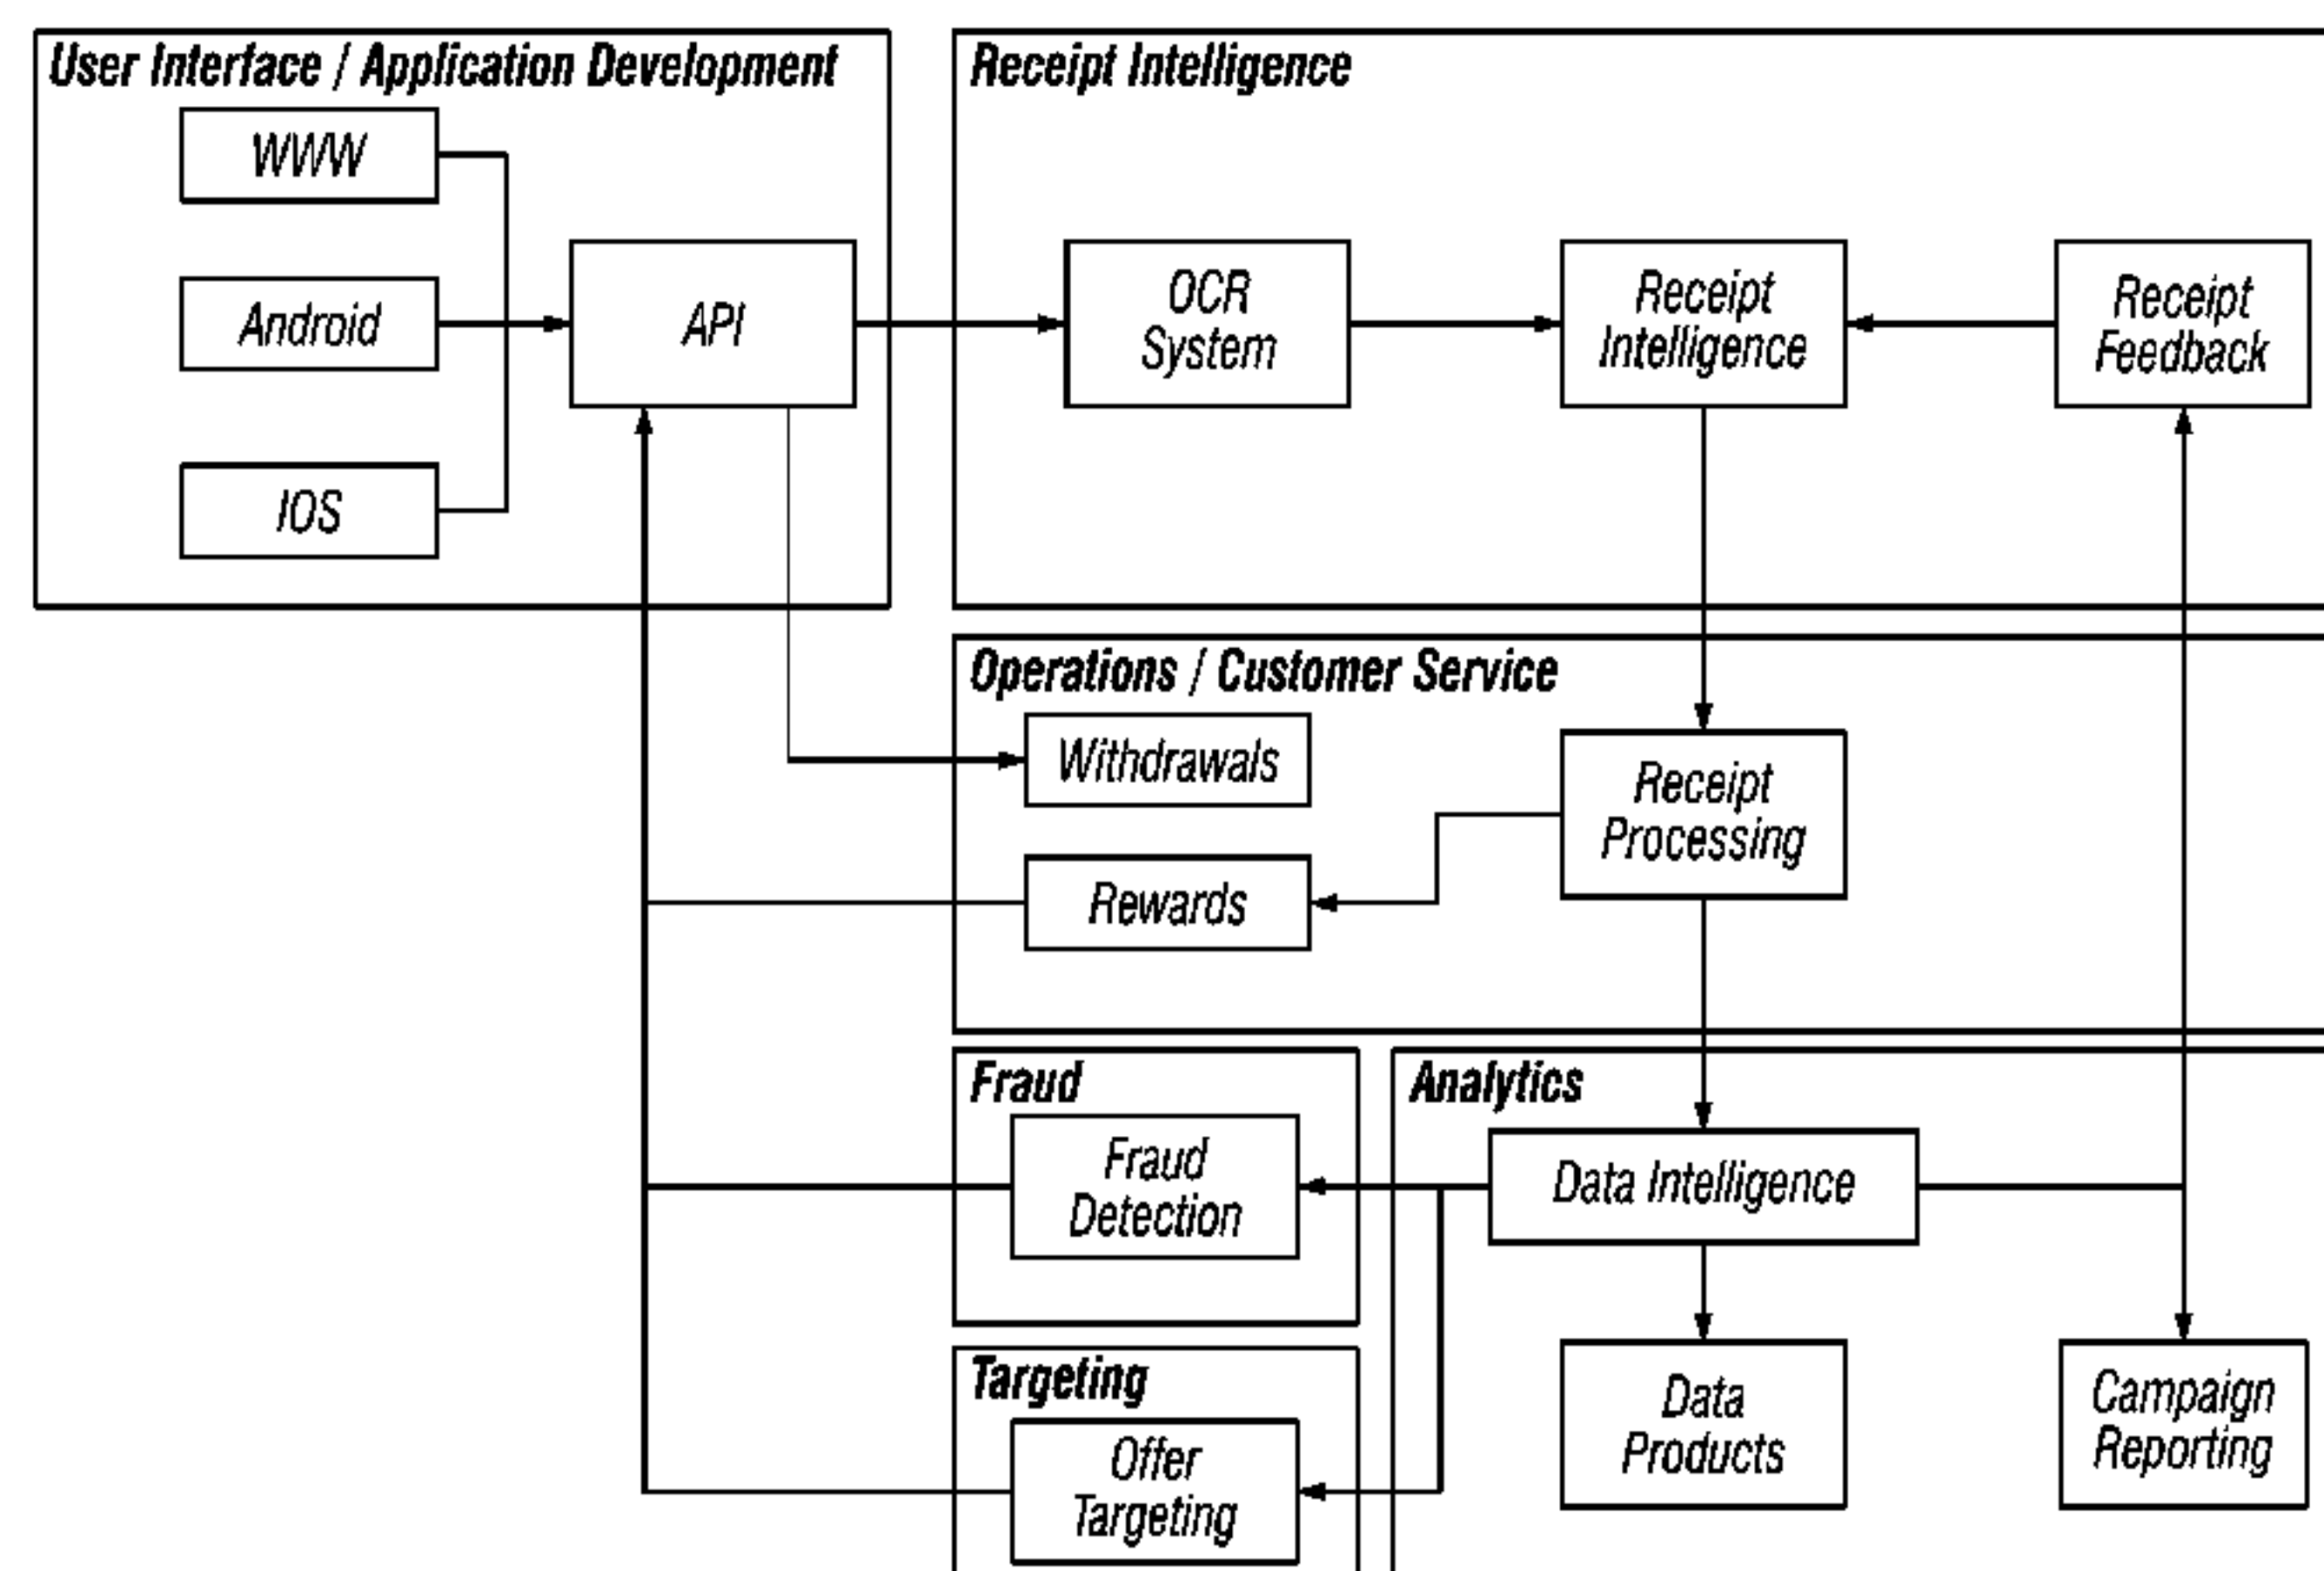 User Interface / Application Development
WWW
Android
IOS
API
Receipt Intelligence
OCR
System
Receipt
Intelligence
Receipt
Feedback
Operations / Customer Service
Withdrawals
Rewards
Receipt
Processing
Fraud
Fraud
Detection
Targeting
Offer
Targeting
Analytics
Data Intelligence
Data
Products
Campaign
Reporting